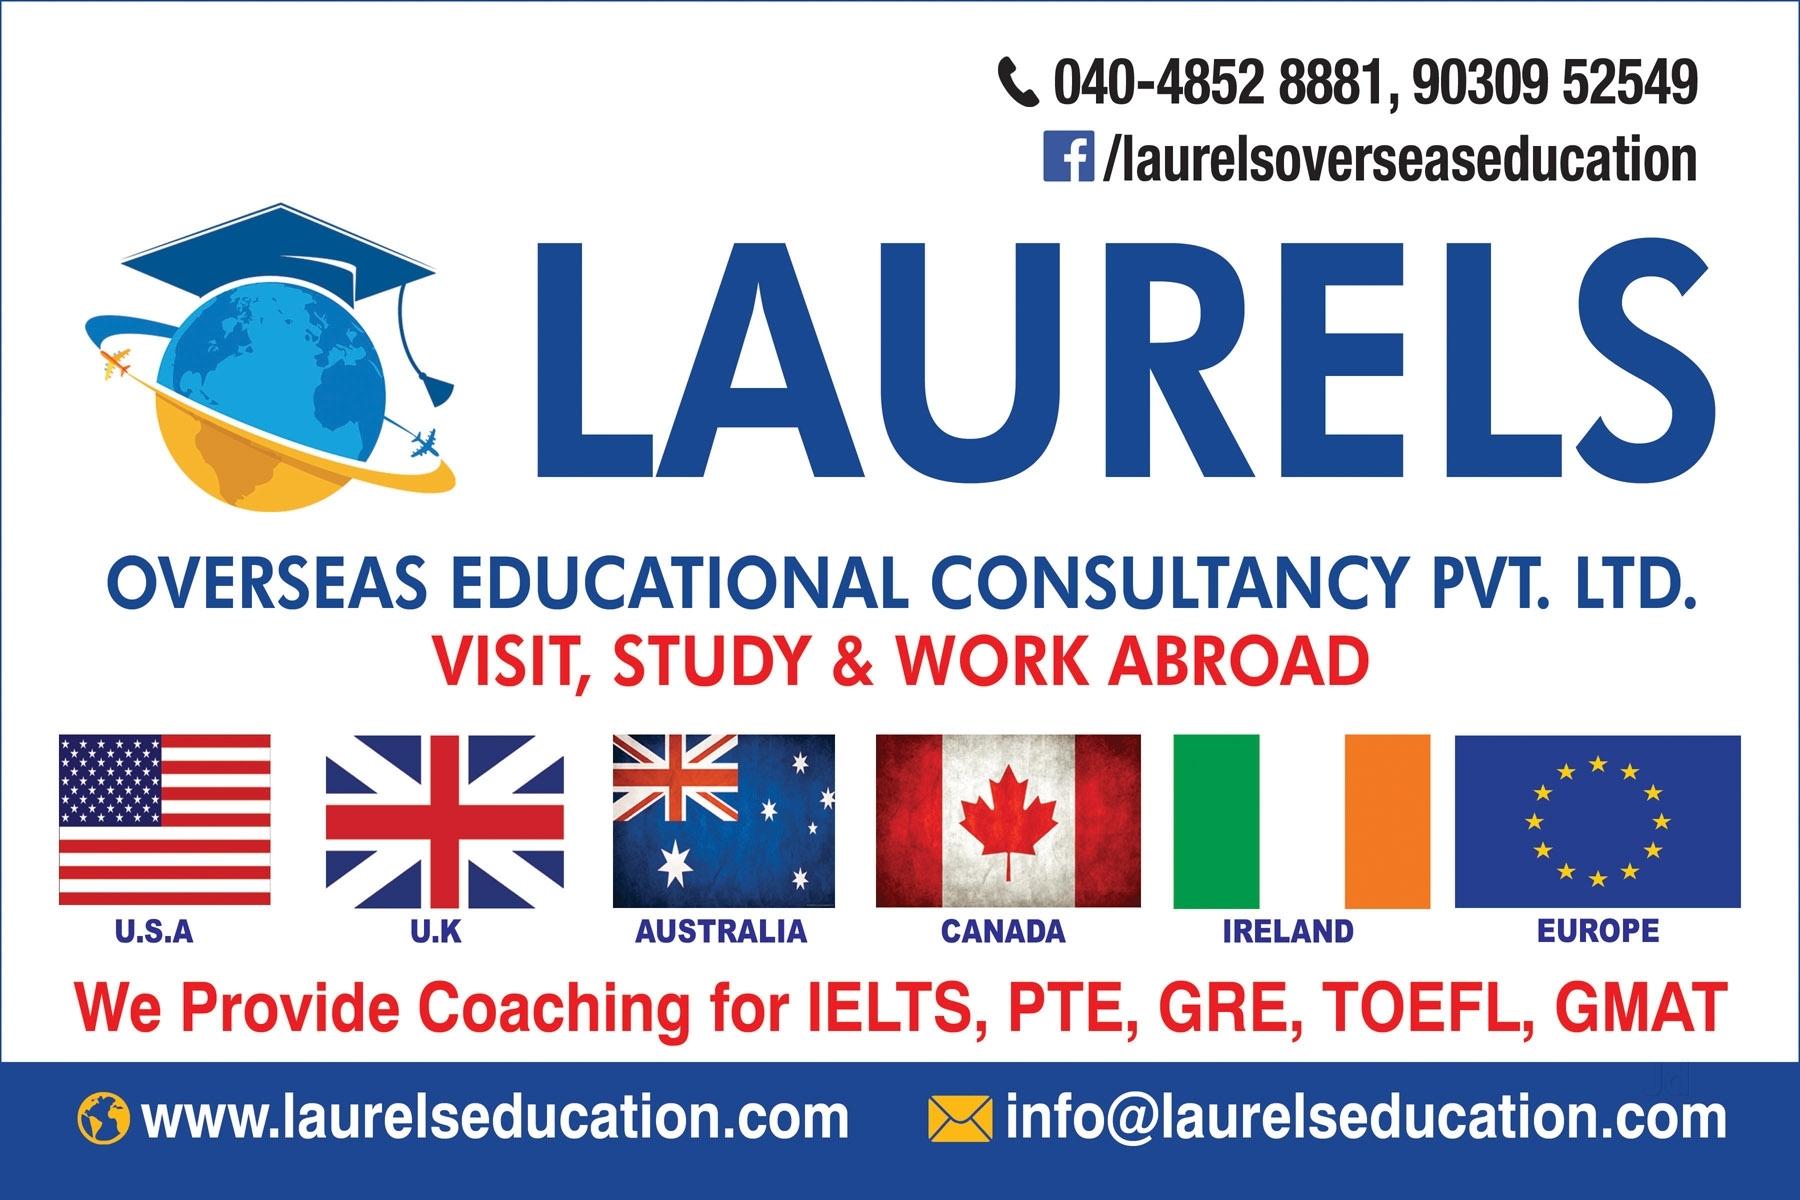 040-4852 8881, 90309 52549
/laurelsoverseaseducation
LAURELS
OVERSEAS EDUCATIONAL CONSULTANCY PVT. LTD.
VISIT, STUDY & WORK ABROAD
U.S.A U.K AUSTRALIA CANADA IRELAND EUROPE
We Provide Coaching for IELTS, PTE, GRE, TOEFL, GMAT
Jd
www.laurelseducation.com info@laurelseducation.com